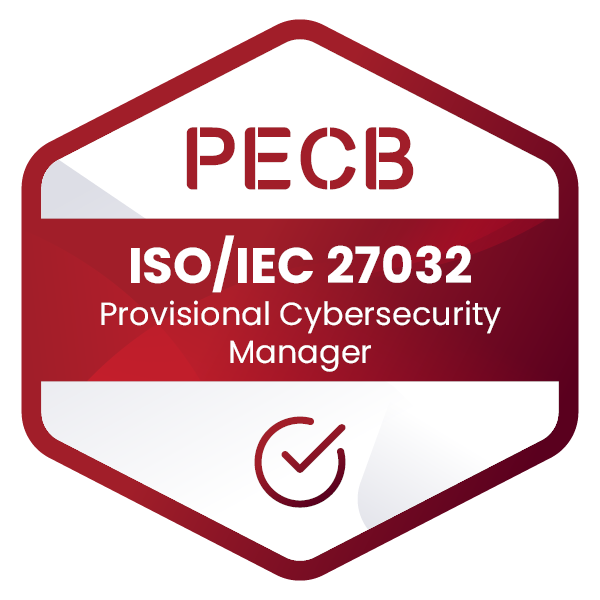 PECB
ISO/IEC 27032
Provisional Cybersecurity
Manager